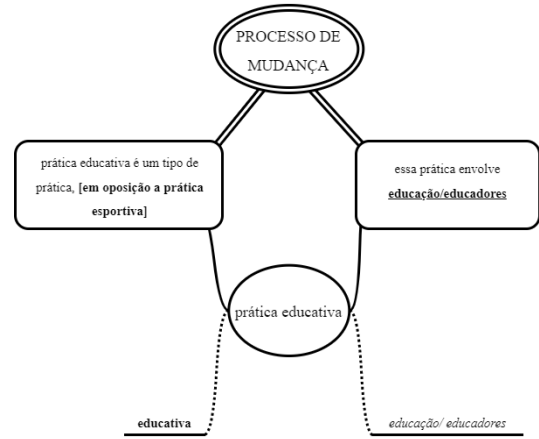 PROCESSO DE
MUDANÇA
prática educativa é um tipo de
prática, [em oposição a prática
esportiva]
essa prática envolve
educação/educadores
prática educativa
educativa
educação/ educadores